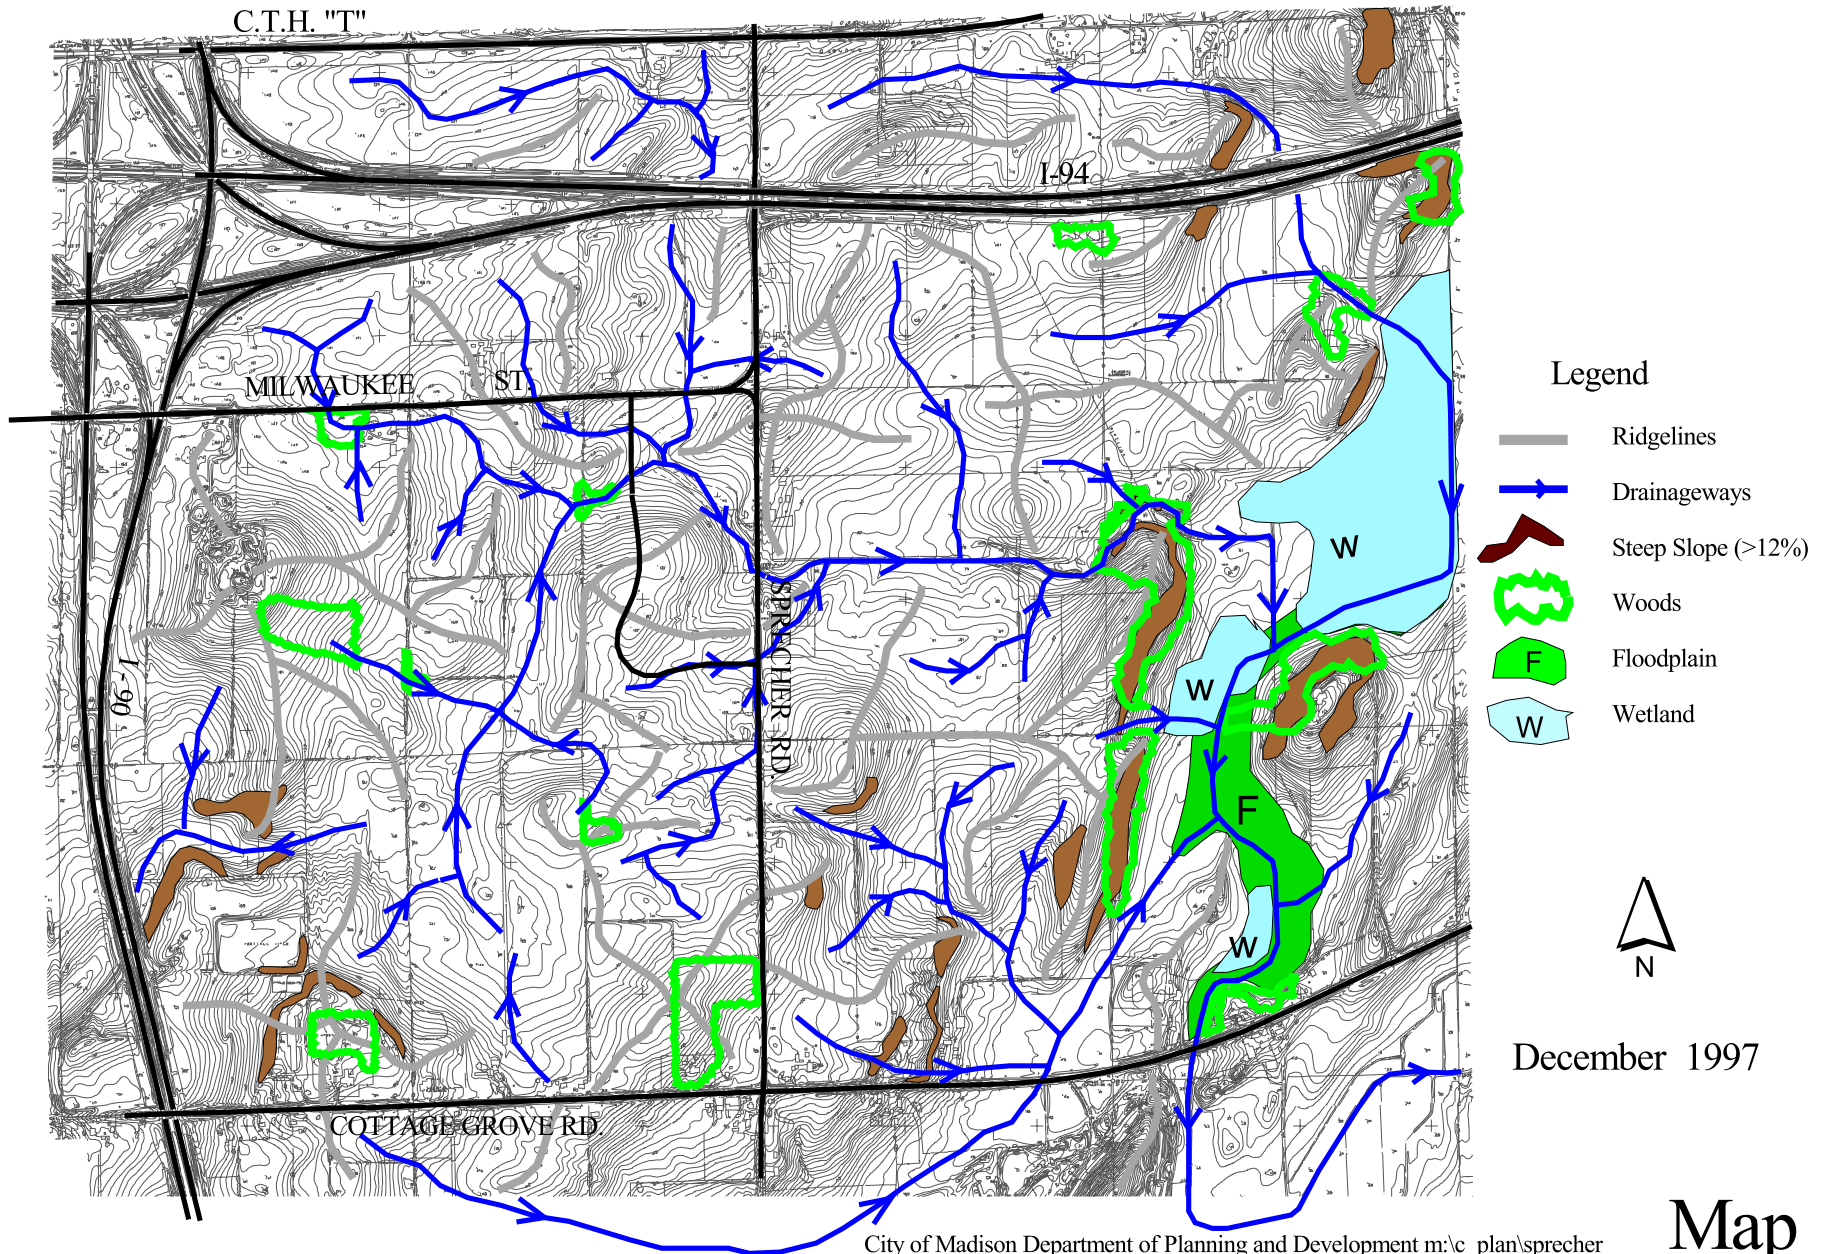 C.T.H. "T"
I-94
MILWAUKEE ST.
SPRECHER RD.
I - 90
COTTAGE GROVE RD.
W
W
F
W
Legend
Ridgelines
Drainageways
Steep Slope (>12%)
Woods
F Floodplain
W Wetland
N
December 1997
Map
City of Madison Department of Planning and Development m:\c_plan\sprecher